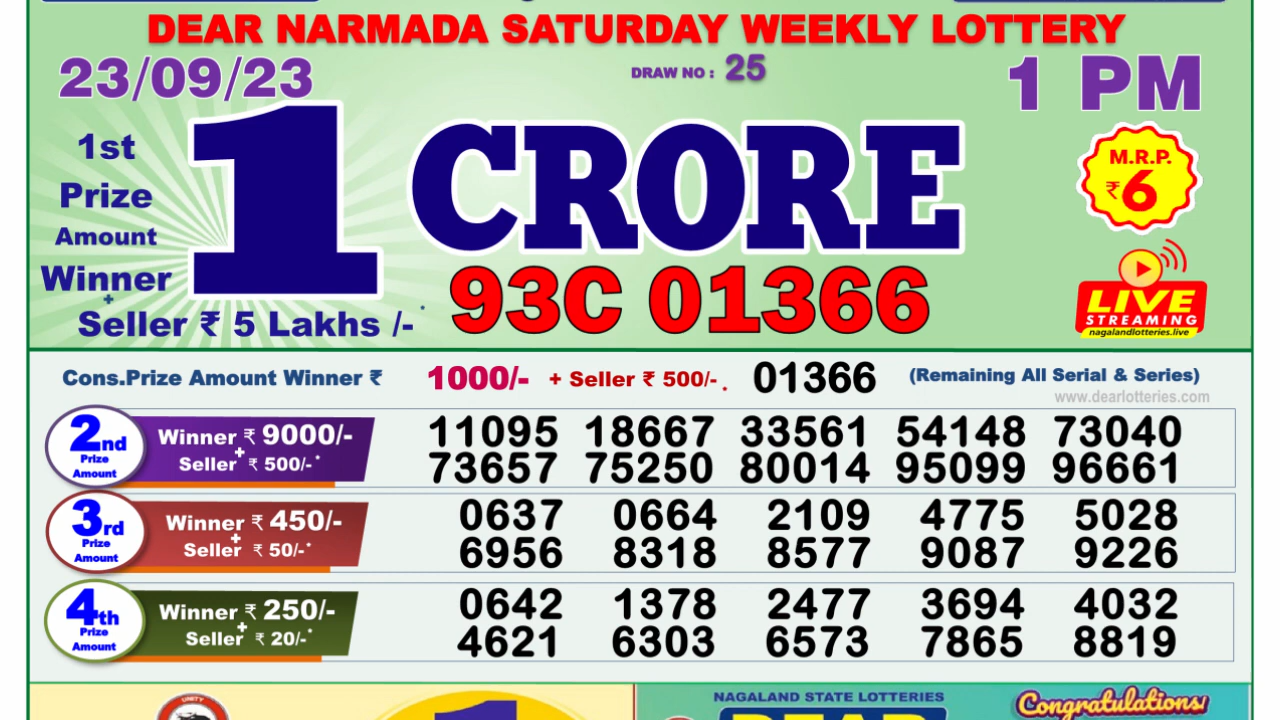 DEAR NARMADA SATURDAY WEEKLY LOTTERY
23/09/23
DRAW NO : 25
1 PM
1st
Prize
Amount
Winner
+
Seller ₹ 5 Lakhs /- *
1 CRORE
93C 01366
M.R.P.
₹6
LIVE
STREAMING
nagalandlotteries.live
Cons.Prize Amount Winner ₹ 1000/- + Seller ₹ 500/- . 01366 (Remaining All Serial & Series)
www.dearlotteries.com
2nd
Prize
Amount
Winner ₹ 9000/-
+
Seller ₹ 500/- *
11095 18667 33561 54148 73040
73657 75250 80014 95099 96661
3rd
Prize
Amount
Winner ₹ 450/-
+
Seller ₹ 50/- *
0637 0664 2109 4775 5028
6956 8318 8577 9087 9226
4th
Prize
Amount
Winner ₹ 250/-
+
Seller ₹ 20/- *
0642 1378 2477 3694 4032
4621 6303 6573 7865 8819
UNITY
1
NAGALAND STATE LOTTERIES
DEAR
Congratulations!